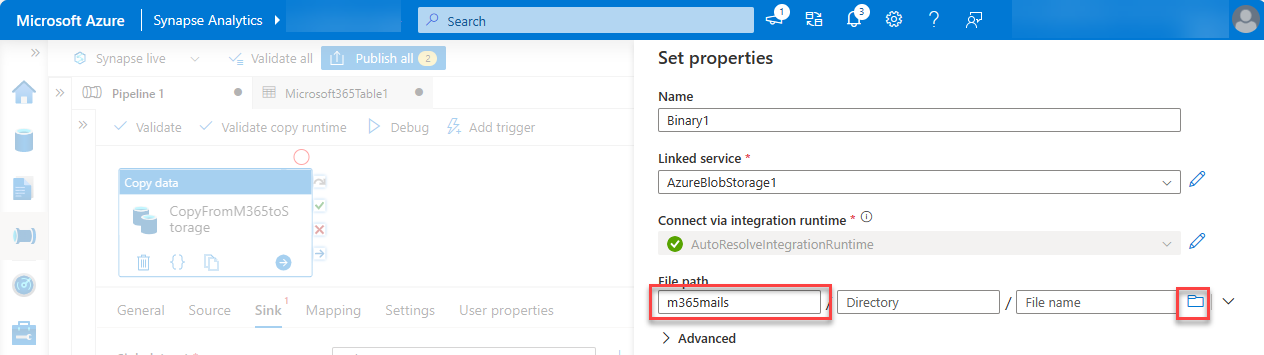 Microsoft Azure
Synapse Analytics
Search
1
3
Synapse live
Validate all
Publish all 2
Pipeline 1
Microsoft365Table1
Validate
Validate copy runtime
Debug
Add trigger
Copy data
CopyFromM365toS
torage
General
Source
Sink 1
Mapping
Settings
User properties
Set properties
Name
Binary1
Linked service *
AzureBlobStorage1
Connect via integration runtime *
AutoResolveIntegrationRuntime
File path
m365mails / Directory / File name
Advanced